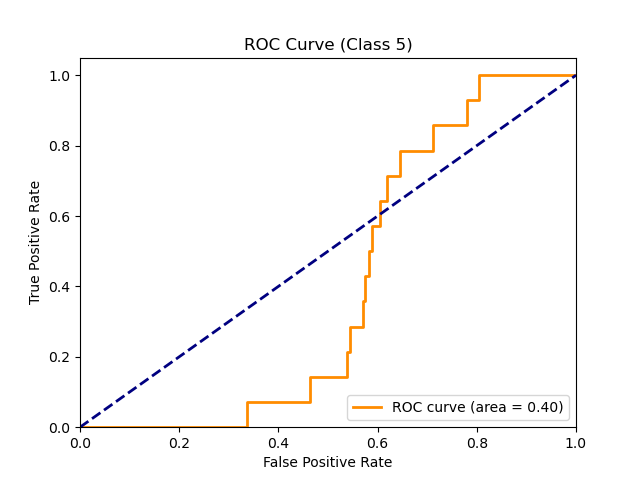 ROC Curve (Class 5)
1.0
0.8
0.6
0.4
0.2
0.0
True Positive Rate
ROC curve (area = 0.40)
0.0 0.2 0.4 0.6 0.8 1.0
False Positive Rate